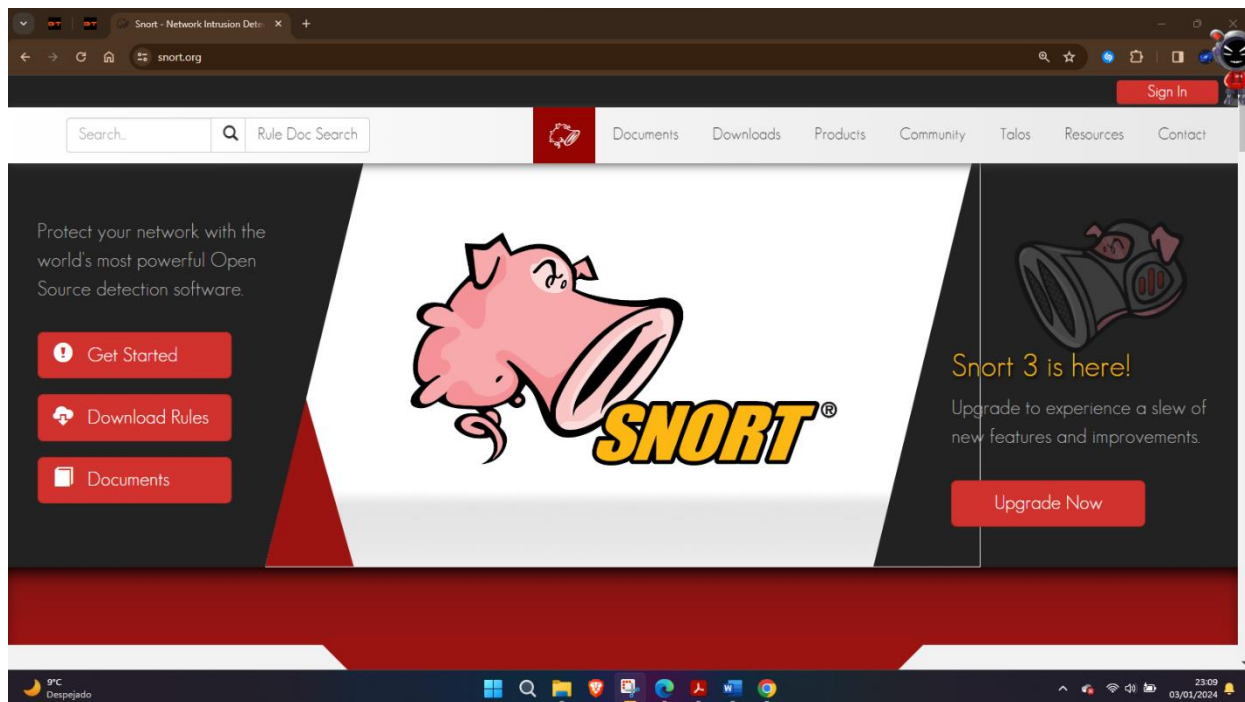 Snort - Network Intrusion Dete
snort.org
Sign In
Search..
Rule Doc Search
Documents
Downloads
Products
Community
Talos
Resources
Contact
Protect your network with the
world's most powerful Open
Source detection software.
Get Started
Download Rules
Documents
SNORT®
Snort 3 is here!
Upgrade to experience a slew of
new features and improvements.
Upgrade Now
9°C
Despejado
23:09
03/01/2024